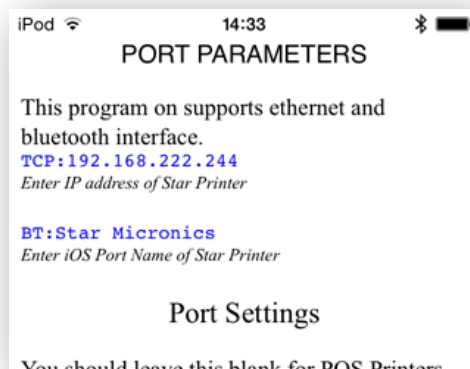 iPod 14:33
PORT PARAMETERS
This program on supports ethernet and
bluetooth interface.
TCP:192.168.222.244
Enter IP address of Star Printer
BT:Star Micronics
Enter iOS Port Name of Star Printer
Port Settings
You should leave this blank for POS Printers